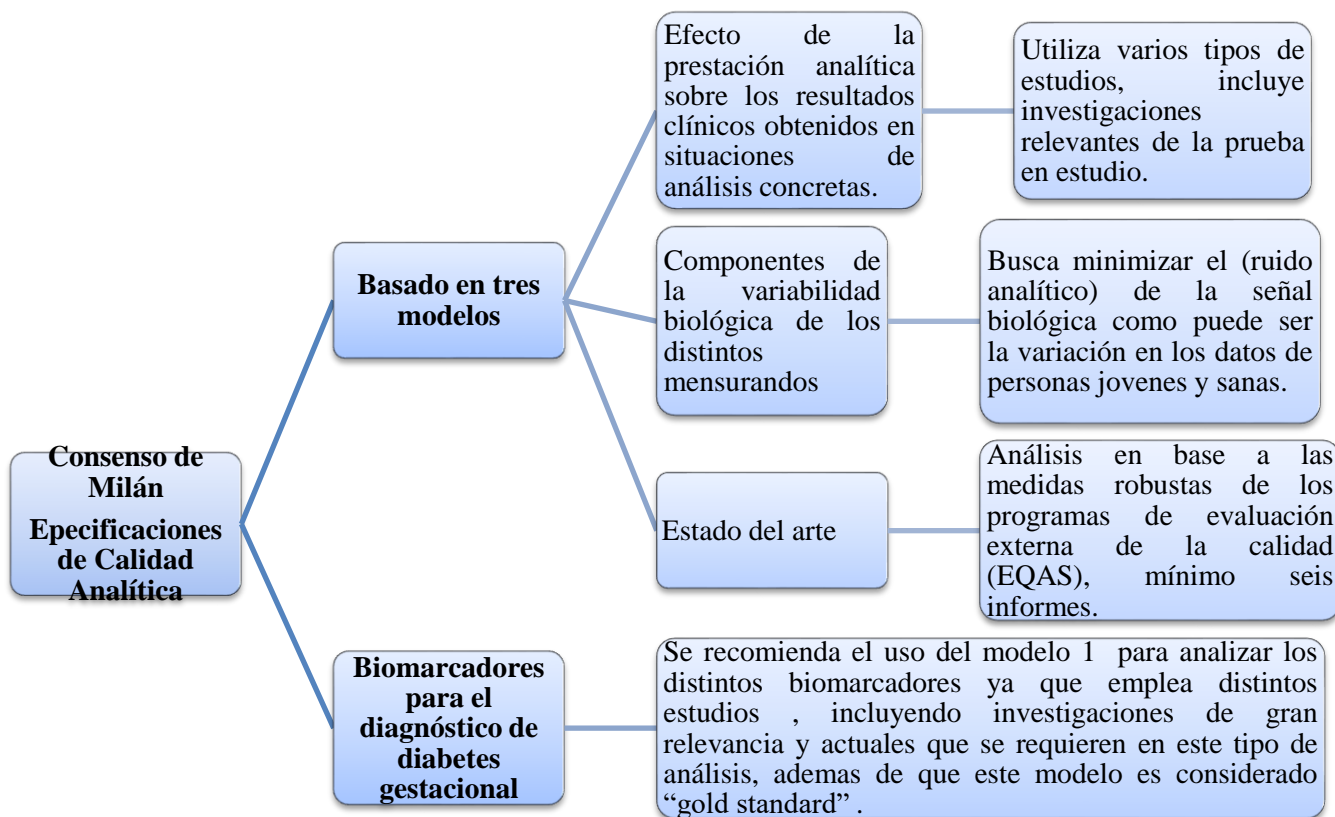 Consenso de
Milán
Epecificaciones
de Calidad
Analítica
Basado en tres
modelos
Efecto de la
prestación analítica
sobre los resultados
clínicos obtenidos en
situaciones de
análisis concretas.
Utiliza varios tipos de
estudios, incluye
investigaciones
relevantes de la prueba
en estudio.
Componentes de
la variabilidad
biológica de los
distintos
mensurandos
Busca minimizar el (ruido
analítico) de la señal
biológica como puede ser
la variación en los datos de
personas jovenes y sanas.
Estado del arte
Análisis en base a las
medidas robustas de los
programas de evaluación
externa de la calidad
(EQAS), mínimo seis
informes.
Biomarcadores
para el
diagnóstico de
diabetes
gestacional
Se recomienda el uso del modelo 1 para analizar los
distintos biomarcadores ya que emplea distintos
estudios , incluyendo investigaciones de gran
relevancia y actuales que se requieren en este tipo de
análisis, ademas de que este modelo es considerado
“gold standard” .